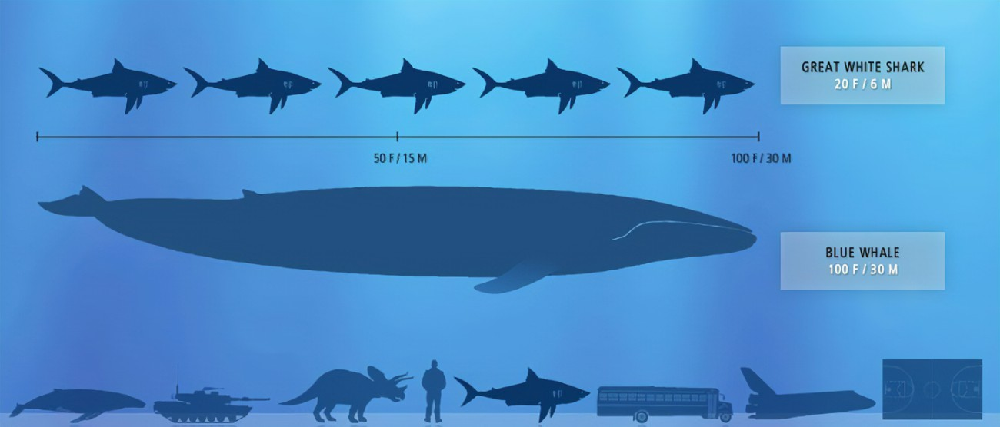 GREAT WHITE SHARK
20 F / 6 M
50 F / 15 M
100 F / 30 M
BLUE WHALE
100 F / 30 M